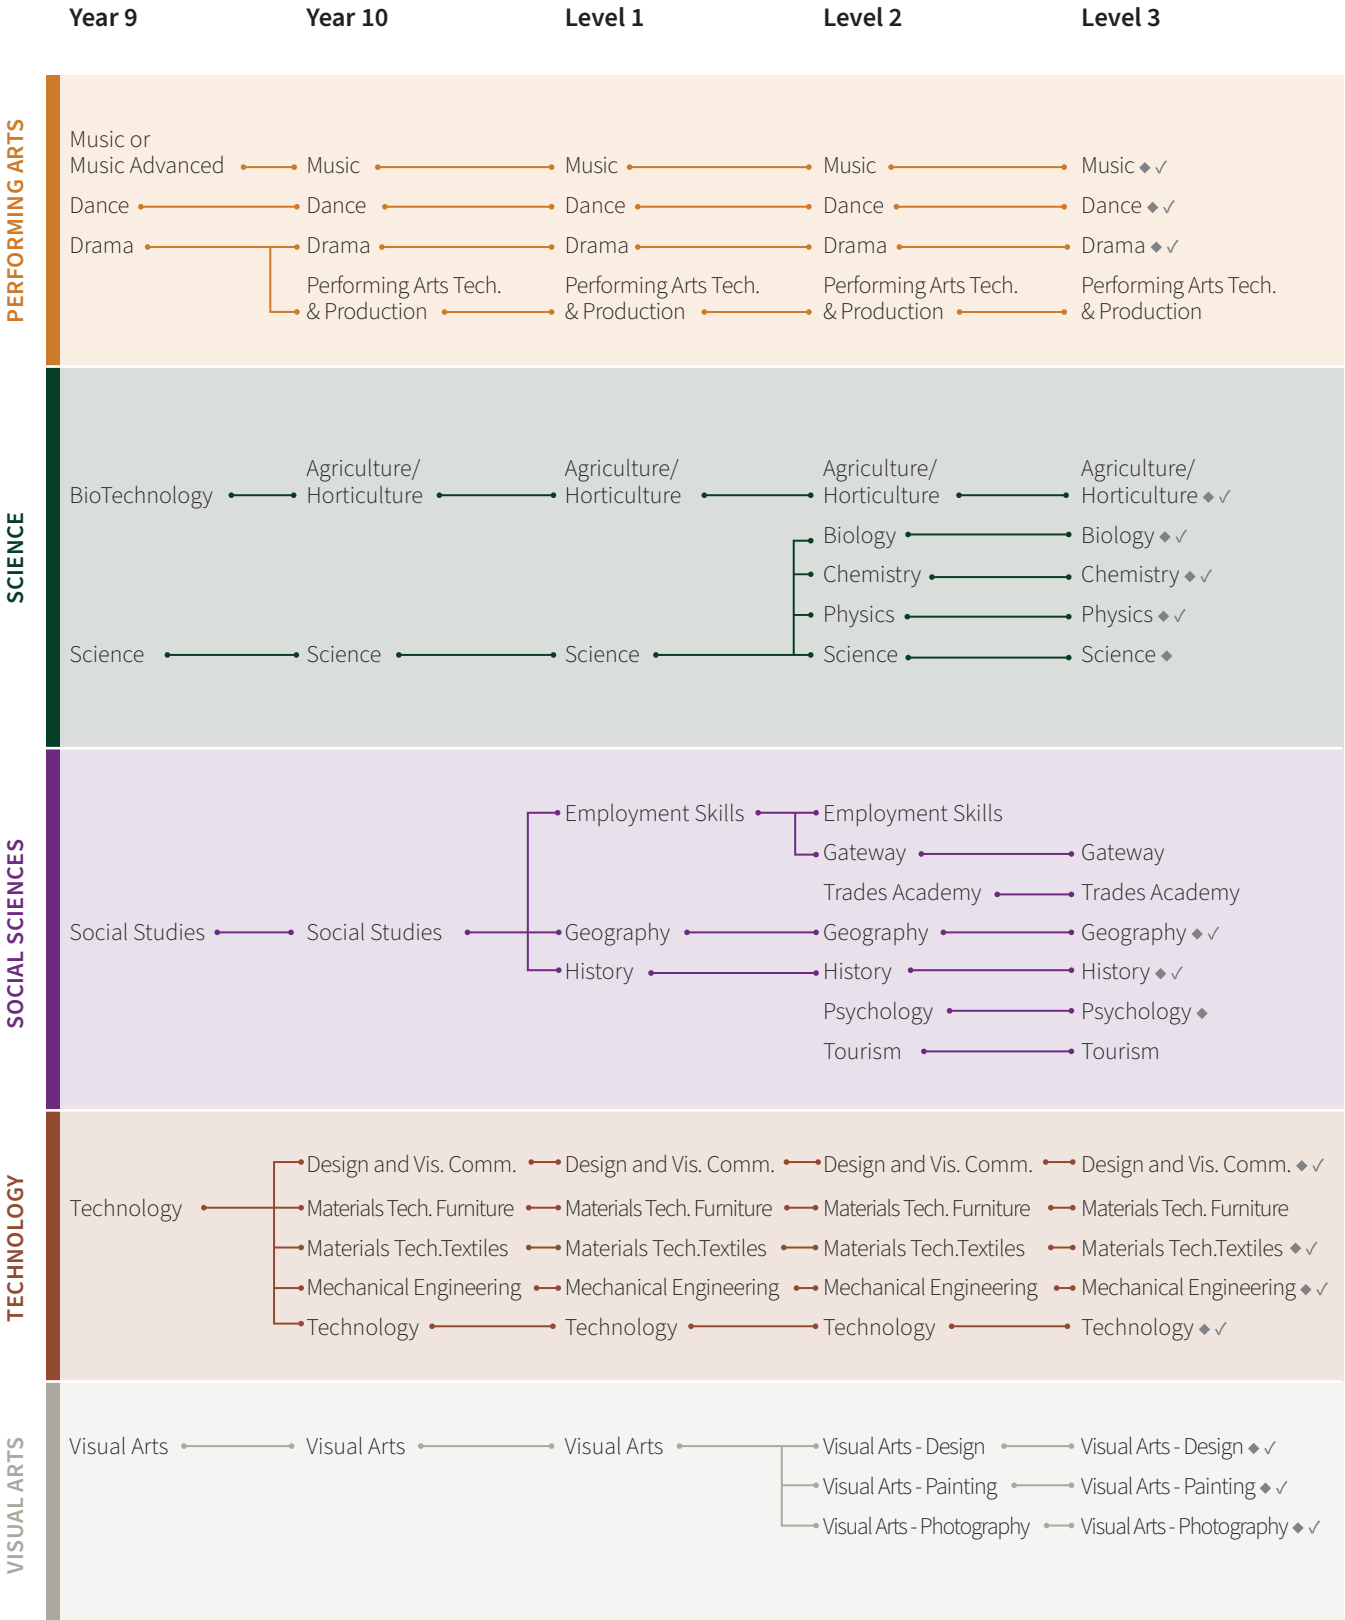 Year 9 Year 10 Level 1 Level 2 Level 3
PERFORMING ARTS
Music or
Music Advanced Music Music Music Music ◆ ✓
Dance Dance Dance Dance Dance ◆ ✓
Drama Drama Drama Drama Drama ◆ ✓
Performing Arts Tech. Performing Arts Tech. Performing Arts Tech. Performing Arts Tech.
& Production & Production & Production & Production
SCIENCE
Agriculture/ Agriculture/ Agriculture/ Agriculture/
BioTechnology Horticulture Horticulture Horticulture Horticulture ◆ ✓
Biology Biology ◆ ✓
Chemistry Chemistry ◆ ✓
Physics Physics ◆ ✓
Science Science Science Science Science ◆
SOCIAL SCIENCES
Employment Skills Employment Skills
Gateway Gateway
Trades Academy Trades Academy
Social Studies Social Studies Geography Geography Geography ◆ ✓
History History History ◆ ✓
Psychology Psychology ◆
Tourism Tourism
TECHNOLOGY
Design and Vis. Comm. Design and Vis. Comm. Design and Vis. Comm. Design and Vis. Comm. ◆ ✓
Technology Materials Tech. Furniture Materials Tech. Furniture Materials Tech. Furniture Materials Tech. Furniture
Materials Tech.Textiles Materials Tech.Textiles Materials Tech.Textiles Materials Tech.Textiles ◆ ✓
Mechanical Engineering Mechanical Engineering Mechanical Engineering Mechanical Engineering ◆ ✓
Technology Technology Technology Technology ◆ ✓
VISUAL ARTS
Visual Arts Visual Arts Visual Arts Visual Arts - Design Visual Arts - Design ◆ ✓
Visual Arts - Painting Visual Arts - Painting ◆ ✓
Visual Arts - Photography Visual Arts - Photography ◆ ✓